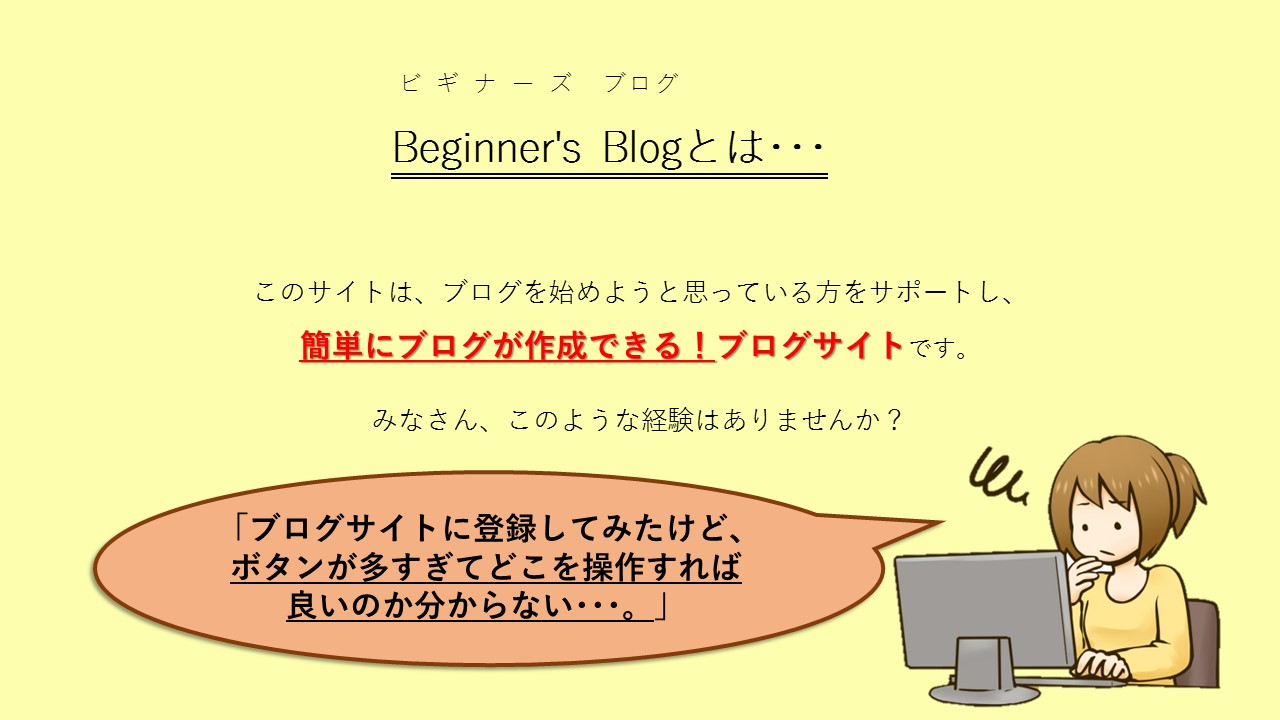 ビギナーズ ブログ
Beginner's Blogとは･･･
このサイトは、ブログを始めようと思っている方をサポートし、
簡単にブログが作成できる！ブログサイトです。
みなさん、このような経験はありませんか？
「ブログサイトに登録してみたけど、
ボタンが多すぎてどこを操作すれば
良いのか分からない･･･。」